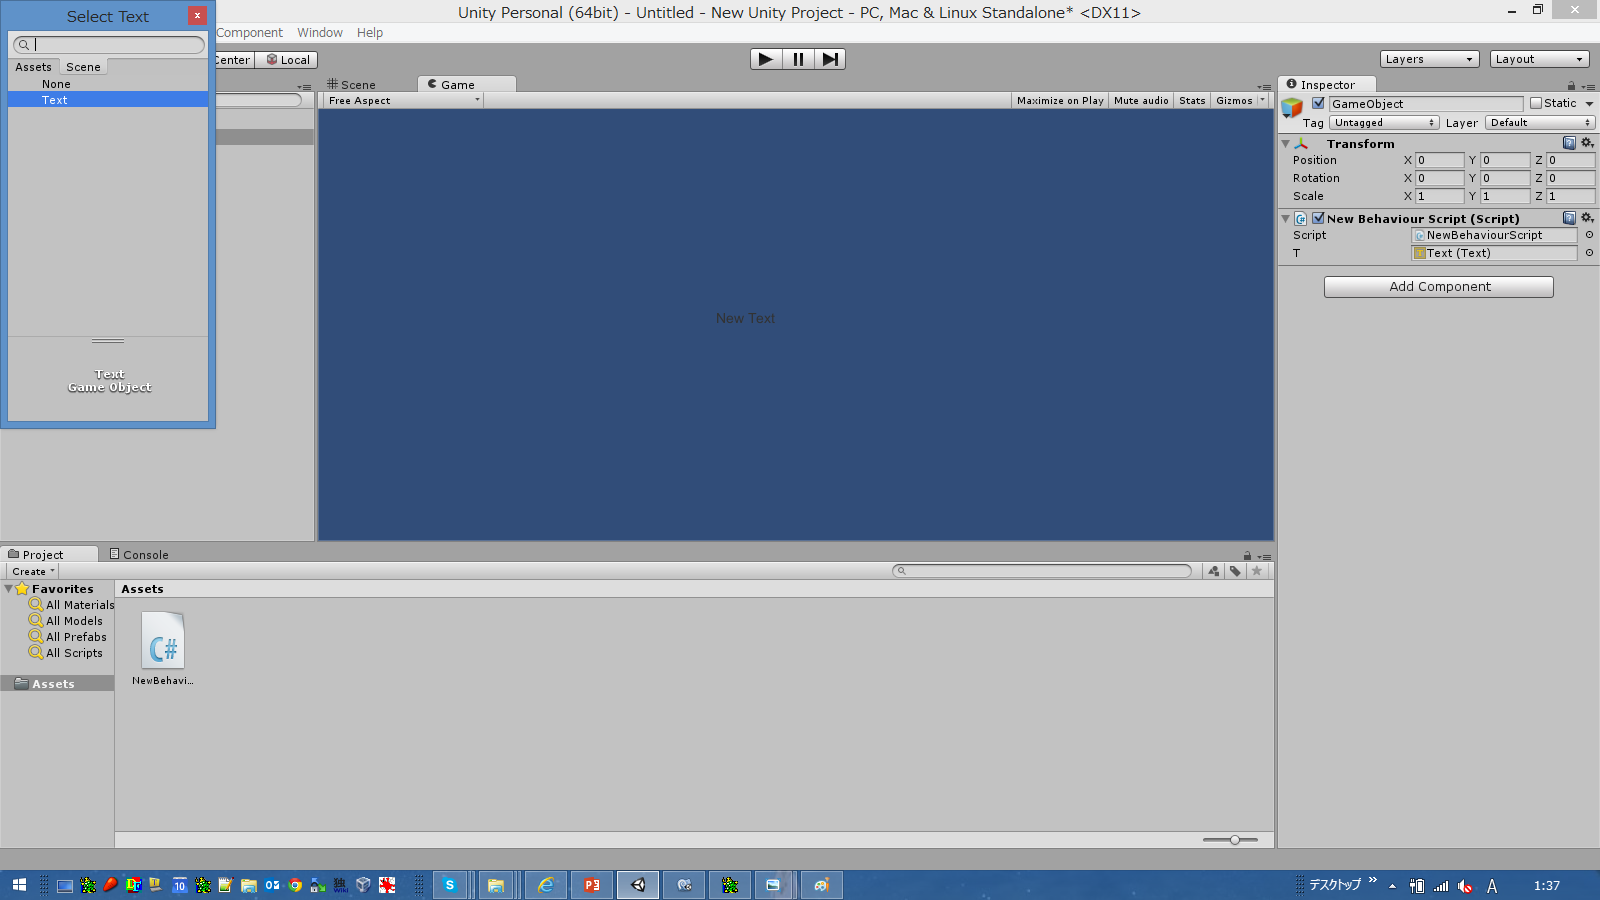 Select Text
x
Assets
Scene
None
Text
Text
Game Object
Unity Personal (64bit) - Untitled - New Unity Project - PC, Mac & Linux Standalone* <DX11>
Component
Window
Help
Center
Local
Layers
Layout
Scene
Game
Free Aspect
Maximize on Play
Mute audio
Stats
Gizmos
New Text
Inspector
GameObject
Static
Tag
Untagged
Layer
Default
Transform
Position X 0 Y 0 Z 0
Rotation X 0 Y 0 Z 0
Scale X 1 Y 1 Z 1
New Behaviour Script (Script)
Script
NewBehaviourScript
T
Text (Text)
Add Component
Project
Console
Create
Favorites
All Materials
All Models
All Prefabs
All Scripts
Assets
Assets
C#
NewBehavi...
10
デスクトップ
A
1:37